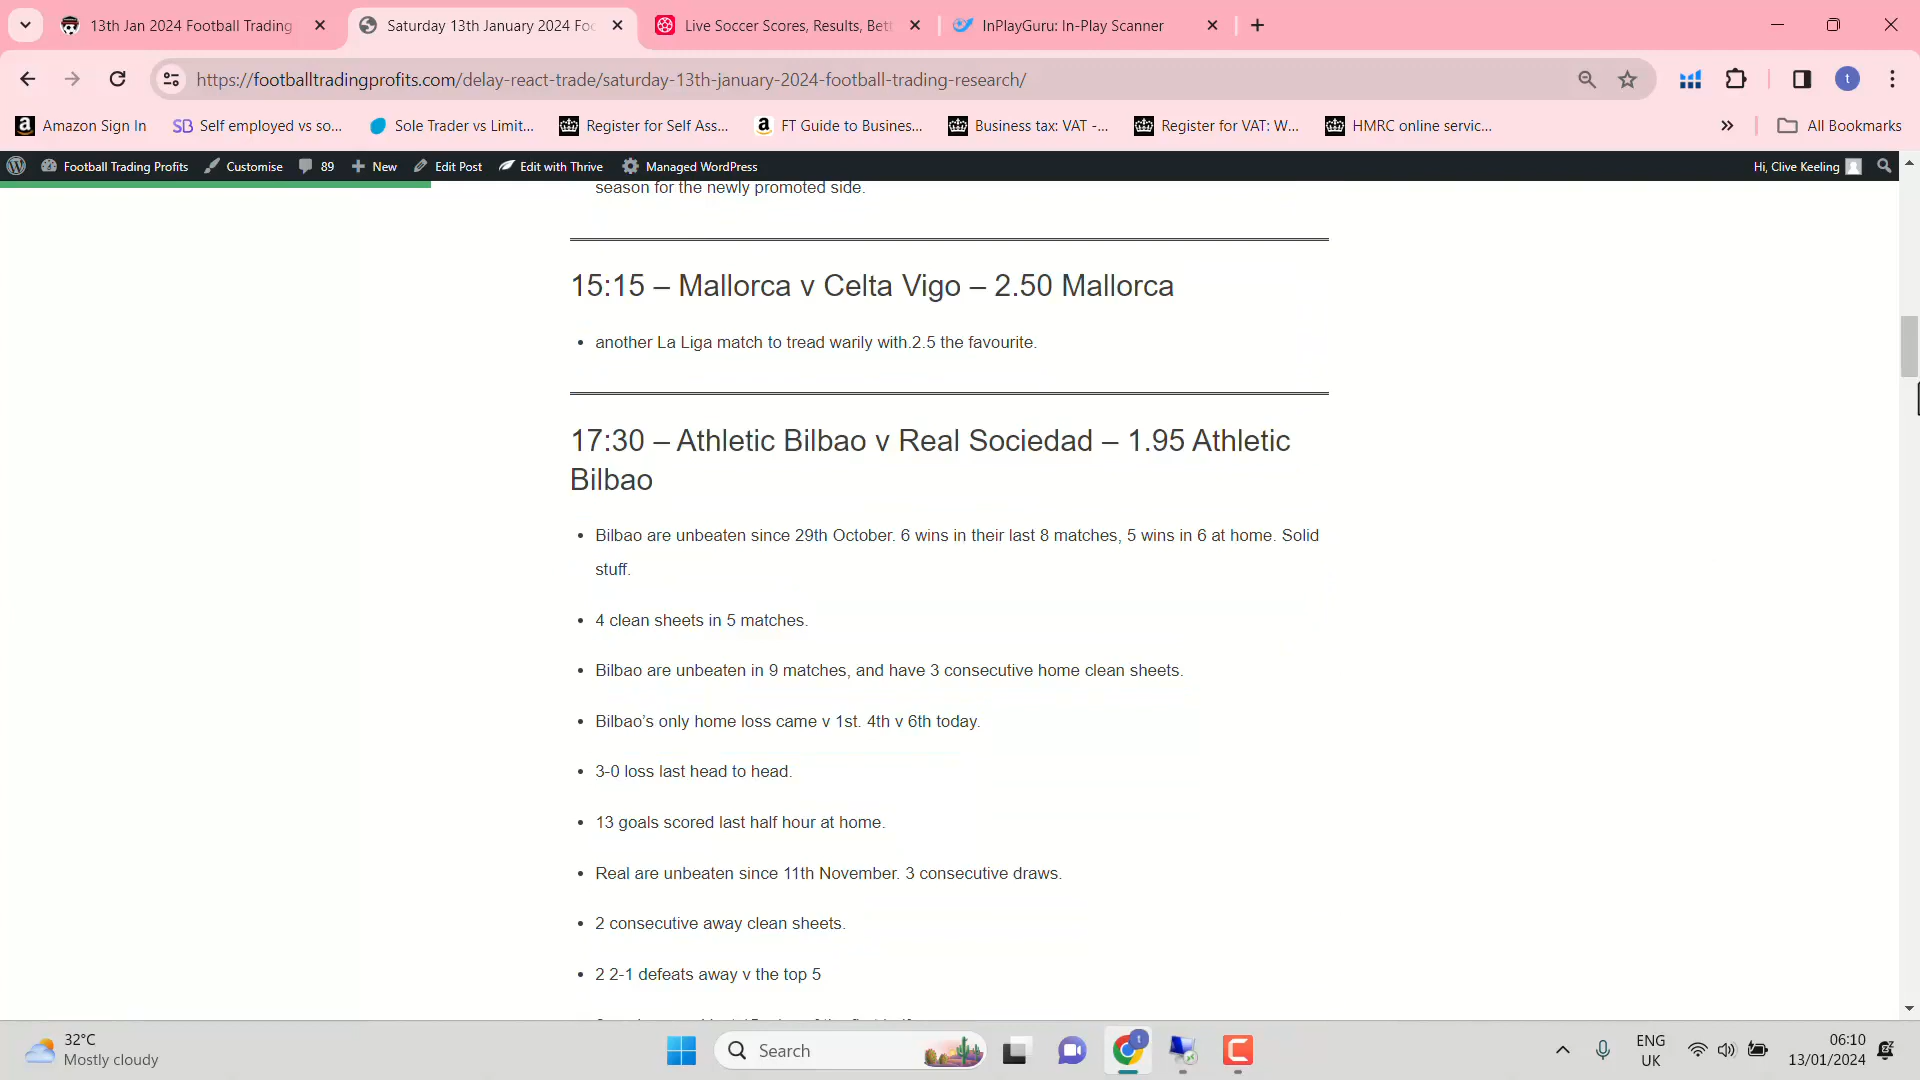 13th Jan 2024 Football Trading
Saturday 13th January 2024 Foo
Live Soccer Scores, Results, Bett
InPlayGuru: In-Play Scanner
https://footballtradingprofits.com/delay-react-trade/saturday-13th-january-2024-football-trading-research/
t
Amazon Sign In
Self employed vs so...
Sole Trader vs Limit...
Register for Self Ass...
FT Guide to Busines...
Business tax: VAT -...
Register for VAT: W...
HMRC online servic...
All Bookmarks
Football Trading Profits
Customise
89
New
Edit Post
Edit with Thrive
Managed WordPress
Hi, Clive Keeling
season for the newly promoted side.
15:15 – Mallorca v Celta Vigo – 2.50 Mallorca
• another La Liga match to tread warily with.2.5 the favourite.
17:30 – Athletic Bilbao v Real Sociedad – 1.95 Athletic
Bilbao
• Bilbao are unbeaten since 29th October. 6 wins in their last 8 matches, 5 wins in 6 at home. Solid
stuff.
• 4 clean sheets in 5 matches.
• Bilbao are unbeaten in 9 matches, and have 3 consecutive home clean sheets.
• Bilbao’s only home loss came v 1st. 4th v 6th today.
• 3-0 loss last head to head.
• 13 goals scored last half hour at home.
• Real are unbeaten since 11th November. 3 consecutive draws.
• 2 consecutive away clean sheets.
• 2 2-1 defeats away v the top 5
32°C
Mostly cloudy
Search
ENG
UK
06:10
13/01/2024